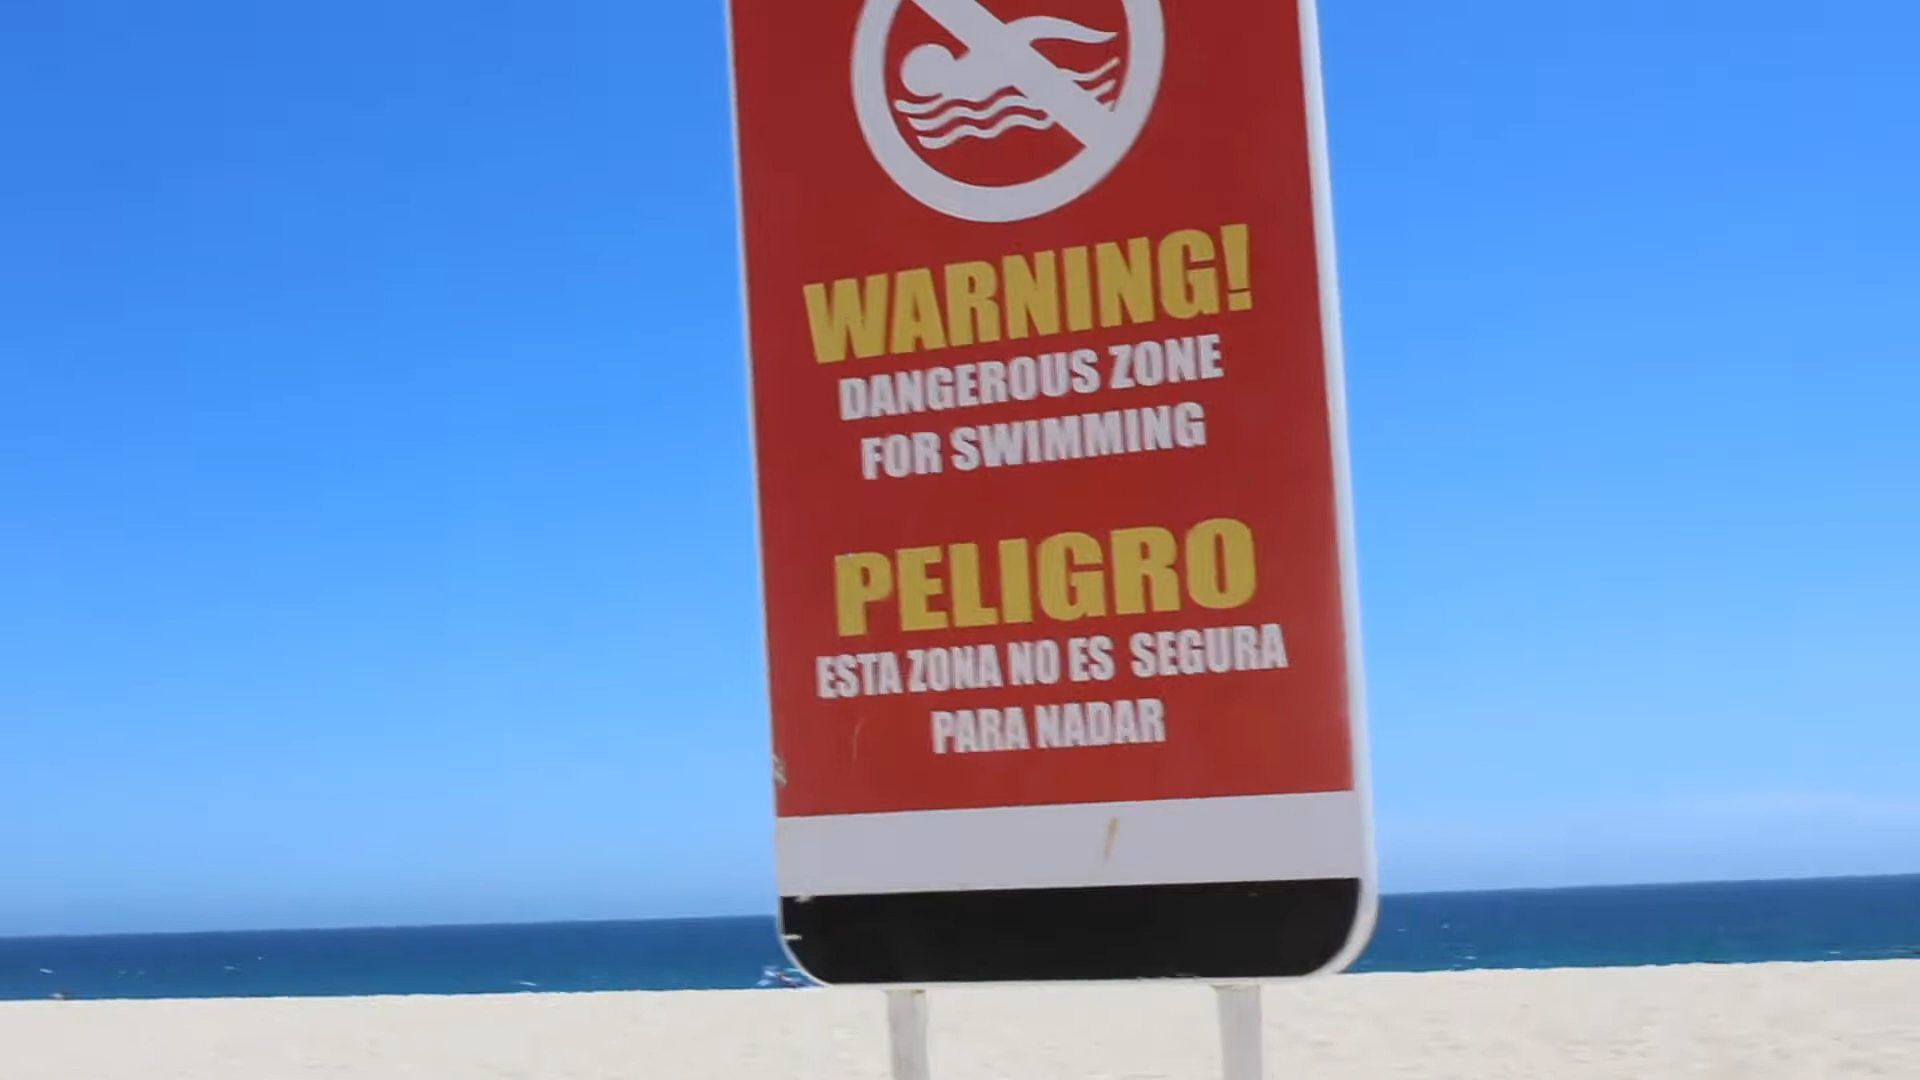 WARNING!
DANGEROUS ZONE
FOR SWIMMING
PELIGRO
ESTA ZONA NO ES SEGURA
PARA NADAR